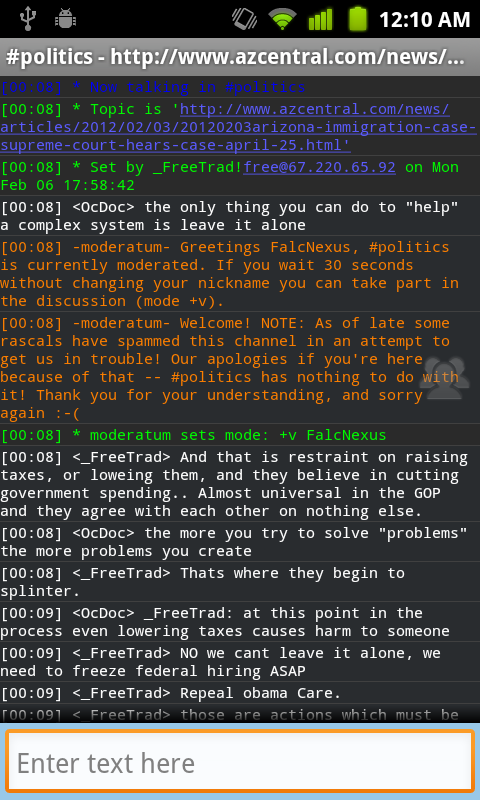 12:10 AM
#politics - http://www.azcentral.com/news/...
[00:08] * Now talking in #politics
[00:08] * Topic is 'http://www.azcentral.com/news/
articles/2012/02/03/20120203arizona-immigration-case-
supreme-court-hears-case-april-25.html'
[00:08] * Set by _FreeTrad!free@67.220.65.92 on Mon
Feb 06 17:58:42
[00:08] <OcDoc> the only thing you can do to "help"
a complex system is leave it alone
[00:08] -moderatum- Greetings FalcNexus, #politics
is currently moderated. If you wait 30 seconds
without changing your nickname you can take part in
the discussion (mode +v).
[00:08] -moderatum- Welcome! NOTE: As of late some
rascals have spammed this channel in an attempt to
get us in trouble! Our apologies if you're here
because of that -- #politics has nothing to do with
it! Thank you for your understanding, and sorry
again :-(
[00:08] * moderatum sets mode: +v FalcNexus
[00:08] <_FreeTrad> And that is restraint on raising
taxes, or loweing them, and they believe in cutting
government spending.. Almost universal in the GOP
and they agree with each other on nothing else.
[00:08] <OcDoc> the more you try to solve "problems"
the more problems you create
[00:08] <_FreeTrad> Thats where they begin to
splinter.
[00:09] <OcDoc> _FreeTrad: at this point in the
process even lowering taxes causes harm to someone
[00:09] <_FreeTrad> NO we cant leave it alone, we
need to freeze federal hiring ASAP
[00:09] <_FreeTrad> Repeal obama Care.
[00:09] <_FreeTrad> those are actions which must be
Enter text here